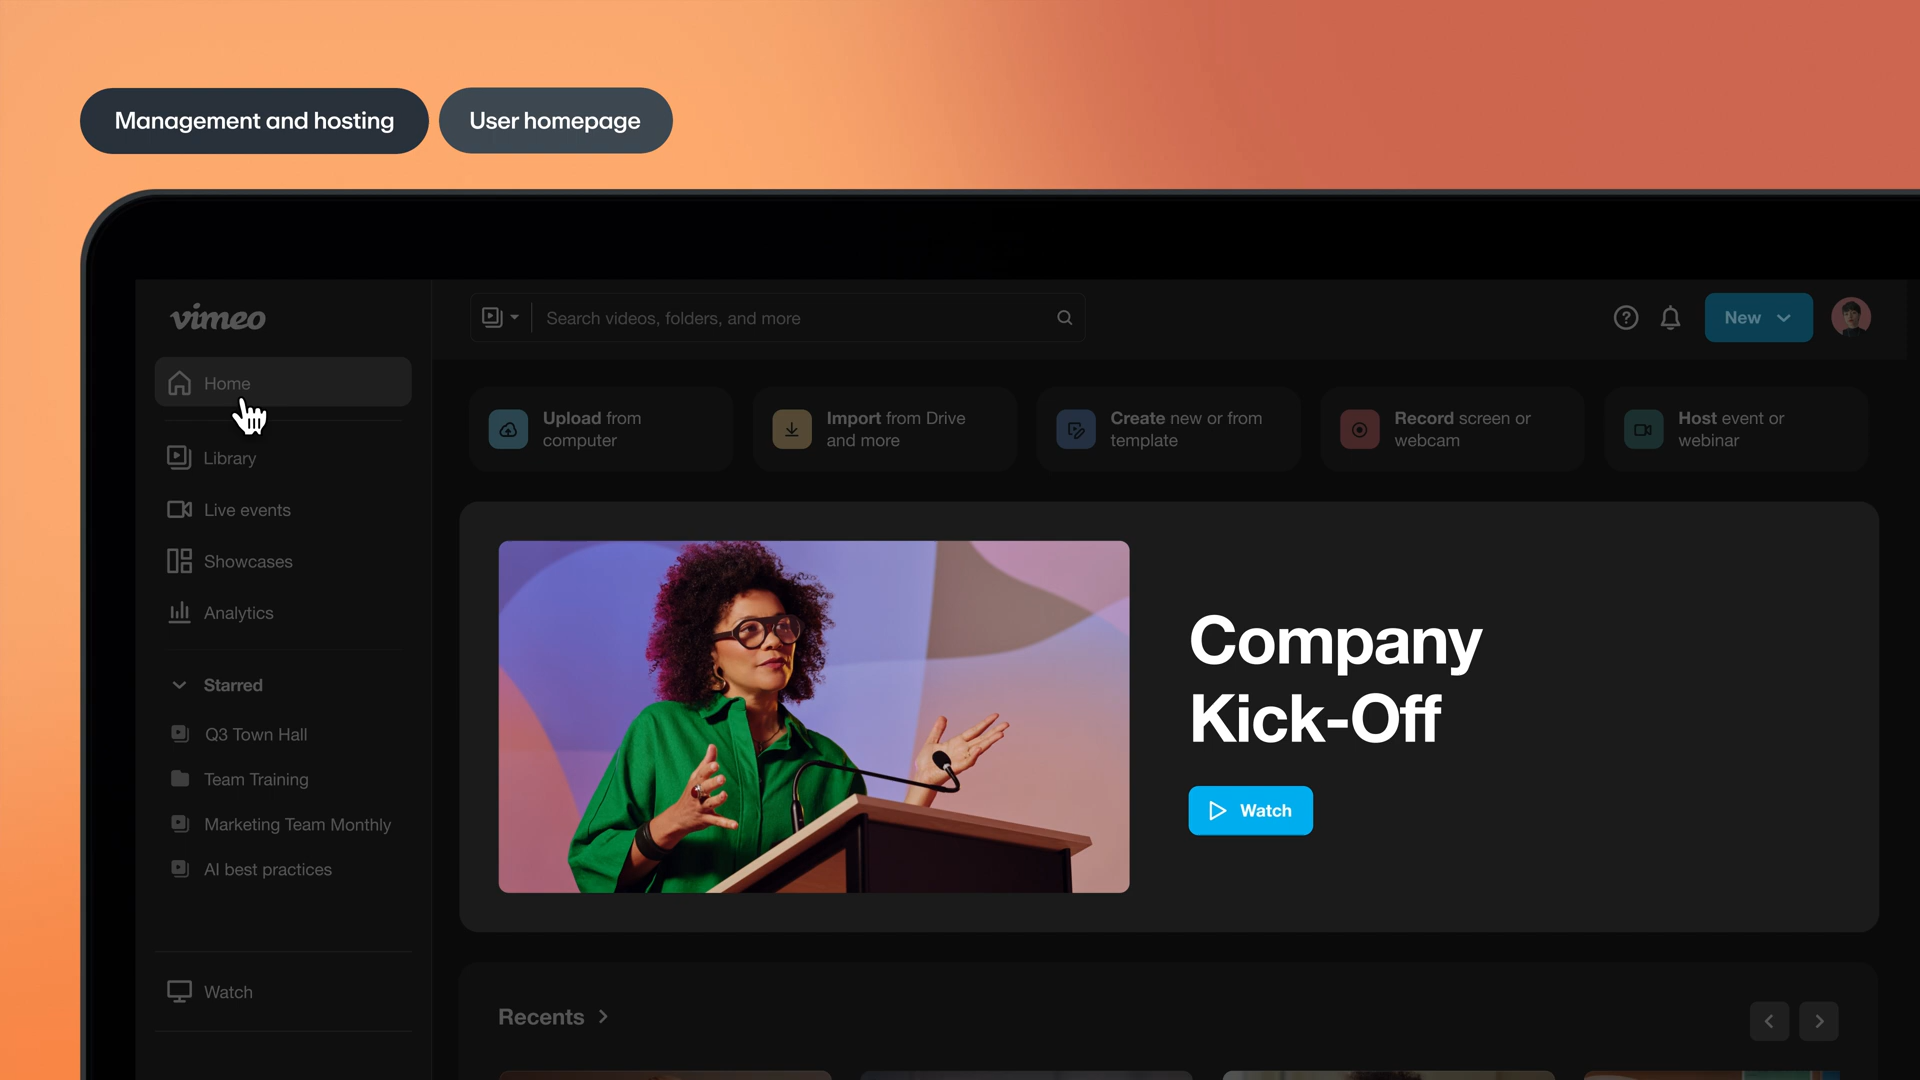 Management and hosting
User homepage
vimeo
Search videos, folders, and more
New
Home
Library
Live events
Showcases
Analytics
Starred
Q3 Town Hall
Team Training
Marketing Team Monthly
AI best practices
Watch
Upload from
computer
Import from Drive
and more
Create new or from
template
Record screen or
webcam
Host event or
webinar
Company
Kick-Off
Watch
Recents